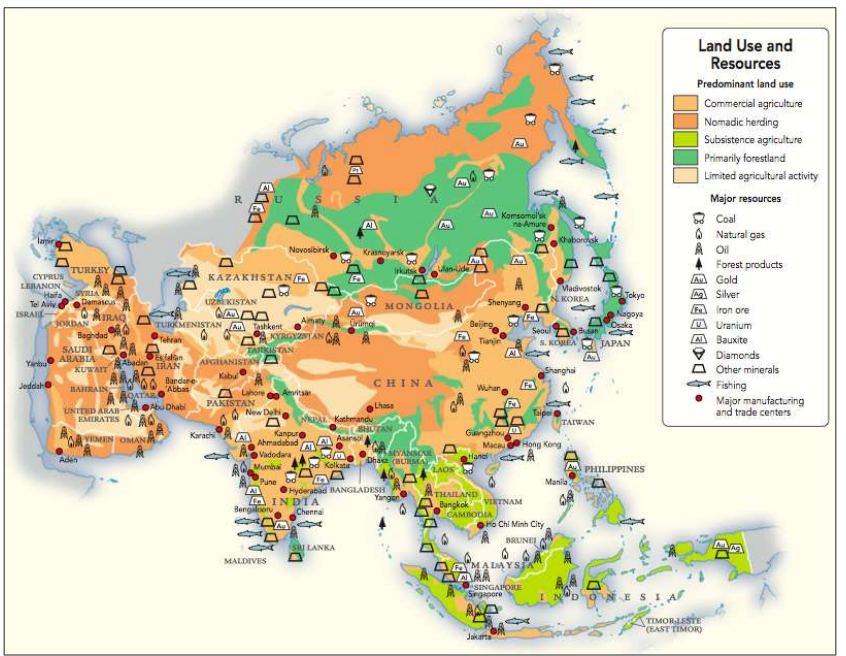 Land Use and
Resources
Predominant land use
Commercial agriculture
Nomadic herding
Subsistence agriculture
Primarily forestland
Limited agricultural activity
Major resources
Coal
Natural gas
Oil
Forest products
Au Gold
Ag Silver
Fe Iron ore
U Uranium
Al Bauxite
Diamonds
Other minerals
Fishing
Major manufacturing
and trade centers
RUSSIA
Komsomol'sk
na-Amure
Khabarovsk
Novosibirsk
Krasnoyarsk
Irkutsk
Ulan-Ude
Vladivostok
Izmir
TURKEY
CYPRUS
LEBANON
Haifa
Tel Aviv
ISRAEL
SYRIA
Damascus
JORDAN
IRAQ
Baghdad
KAZAKHSTAN
UZBEKISTAN
TURKMENISTAN
Tashkent
Almaty
KYRGYZSTAN
TAJIKISTAN
Ürümqi
MONGOLIA
Shenyang
N. KOREA
Beijing
Tianjin
Seoul
S. KOREA
Busan
Tokyo
Nagoya
Osaka
JAPAN
Tehran
Esfahan
IRAN
Abadan
SAUDI
ARABIA
KUWAIT
BAHRAIN
QATAR
Bandar-e
'Abbas
Abu Dhabi
UNITED ARAB
EMIRATES
Yanbu
Jeddah
YEMEN
OMAN
Aden
AFGHANISTAN
Kabul
PAKISTAN
Lahore
Amritsar
New Delhi
Karachi
CHINA
Lhasa
Wuhan
Shanghai
NEPAL
Kathmandu
BHUTAN
Kanpur
Asansol
Ahmadabad
Vadodara
Mumbai
Pune
Kolkata
Dhaka
BANGLADESH
Hyderabad
INDIA
Bengalooru
Chennai
SRI LANKA
MALDIVES
MYANMAR
(BURMA)
Yangon
LAOS
Hanoi
THAILAND
Bangkok
VIETNAM
CAMBODIA
Ho Chi Minh City
Guangzhou
Macau
Hong Kong
Taipei
TAIWAN
PHILIPPINES
Manila
BRUNEI
MALAYSIA
SINGAPORE
Singapore
INDONESIA
Jakarta
TIMOR-LESTE
(EAST TIMOR)